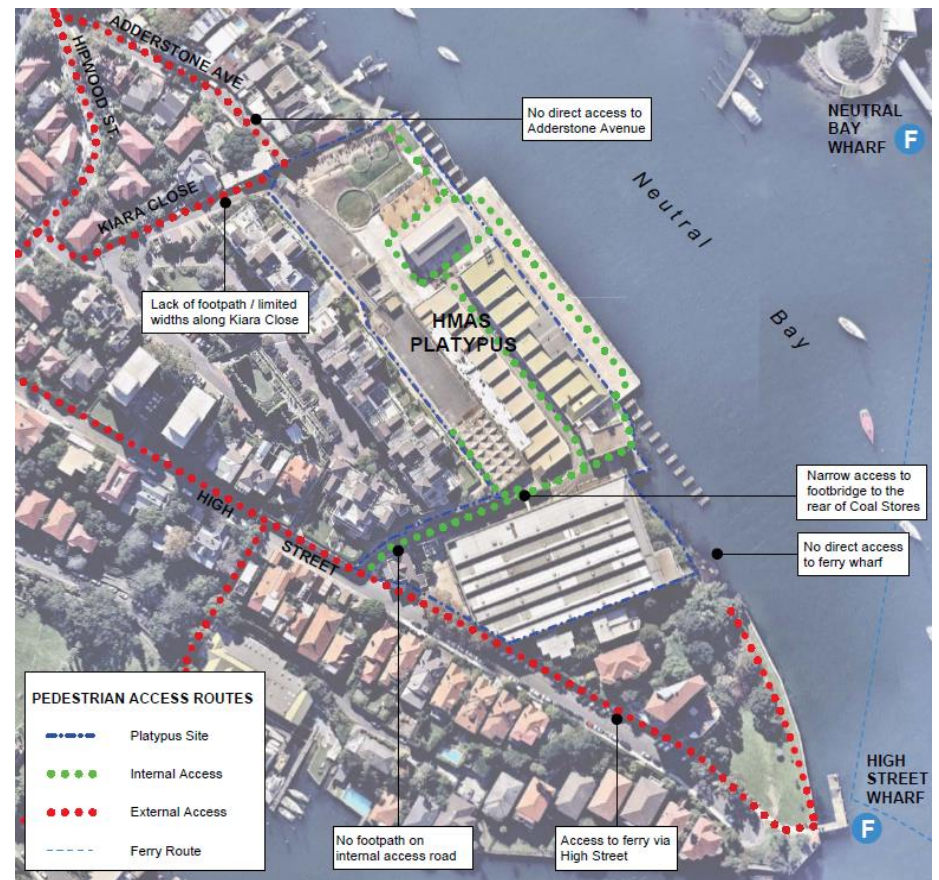 ADDERSTONE AVE
HIPWOOD ST
No direct access to
Adderstone Avenue
NEUTRAL
BAY
WHARF
F
KIARA CLOSE
Neutral
Bay
Lack of footpath / limited
widths along Kiara Close
HMAS
PLATYPUS
Narrow access to
footbridge to the
rear of Coal Stores
HIGH
STREET
No direct access
to ferry wharf
PEDESTRIAN ACCESS ROUTES
Platypus Site
Internal Access
External Access
Ferry Route
No footpath on
internal access road
Access to ferry via
High Street
HIGH
STREET
WHARF
F